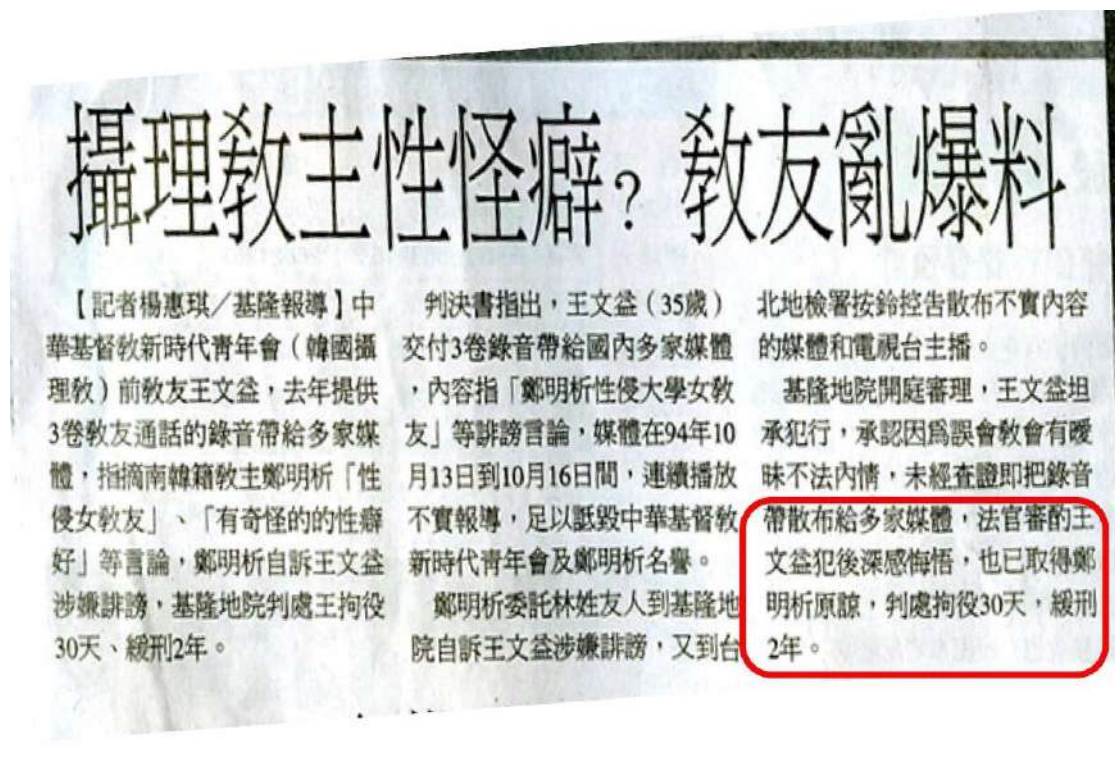 攝理教主性怪癖？教友亂爆料
【記者楊惠琪／基隆報導】中
華基督教新時代青年會（韓國攝
理教）前教友王文益，去年提供
3卷教友通話的錄音帶給多家媒
體，指摘南韓籍教主鄭明析「性
侵女教友」、「有奇怪的的性癖
好」等言論，鄭明析自訴王文益
涉嫌誹謗，基隆地院判處王拘役
30天、緩刑2年。
判決書指出，王文益（35歲）
交付3卷錄音帶給國內多家媒體
，內容指「鄭明析性侵大學女教
友」等誹謗言論，媒體在94年10
月13日到10月16日間，連續播放
不實報導，足以詆毀中華基督教
新時代青年會及鄭明析名譽。
鄭明析委託林姓友人到基隆地
院自訴王文益涉嫌誹謗，又到台
北地檢署按鈴控告散布不實內容
的媒體和電視台主播。
基隆地院開庭審理，王文益坦
承犯行，承認因為誤會教會有曖
昧不法內情，未經查證即把錄音
帶散布給多家媒體，法官審酌王
文益犯後深感悔悟，也已取得鄭
明析原諒，判處拘役30天，緩刑
2年。